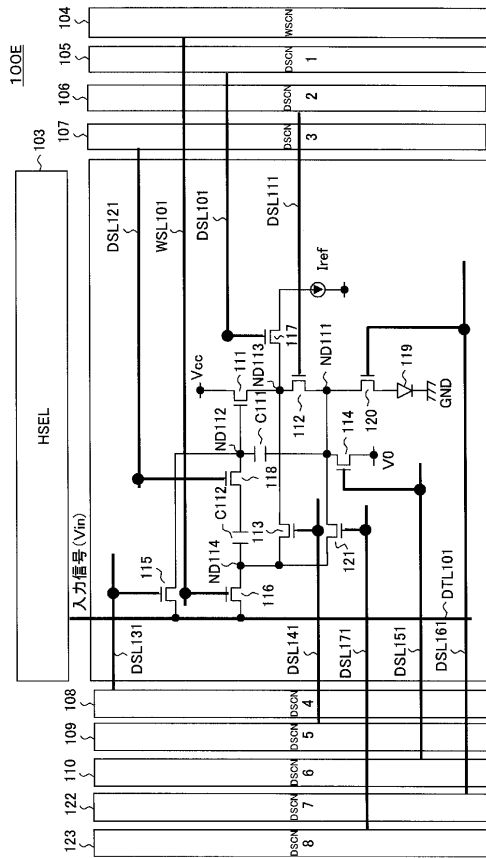 100E
103
HSEL
104
WSCN
105
DSCN
1
106
DSCN
2
107
DSCN
3
DSL121
WSL101
DSL101
DSL111
Iref
117
Vcc
111
ND113
ND111
119
GND
120
112
ND112
C111
118
114
V0
C112
113
121
ND114
115
116
入力信号(Vin)
DSL131
DSL141
DSL171
DSL151
DTL101
DSL161
108
DSCN
4
109
DSCN
5
110
DSCN
6
122
DSCN
7
123
DSCN
8